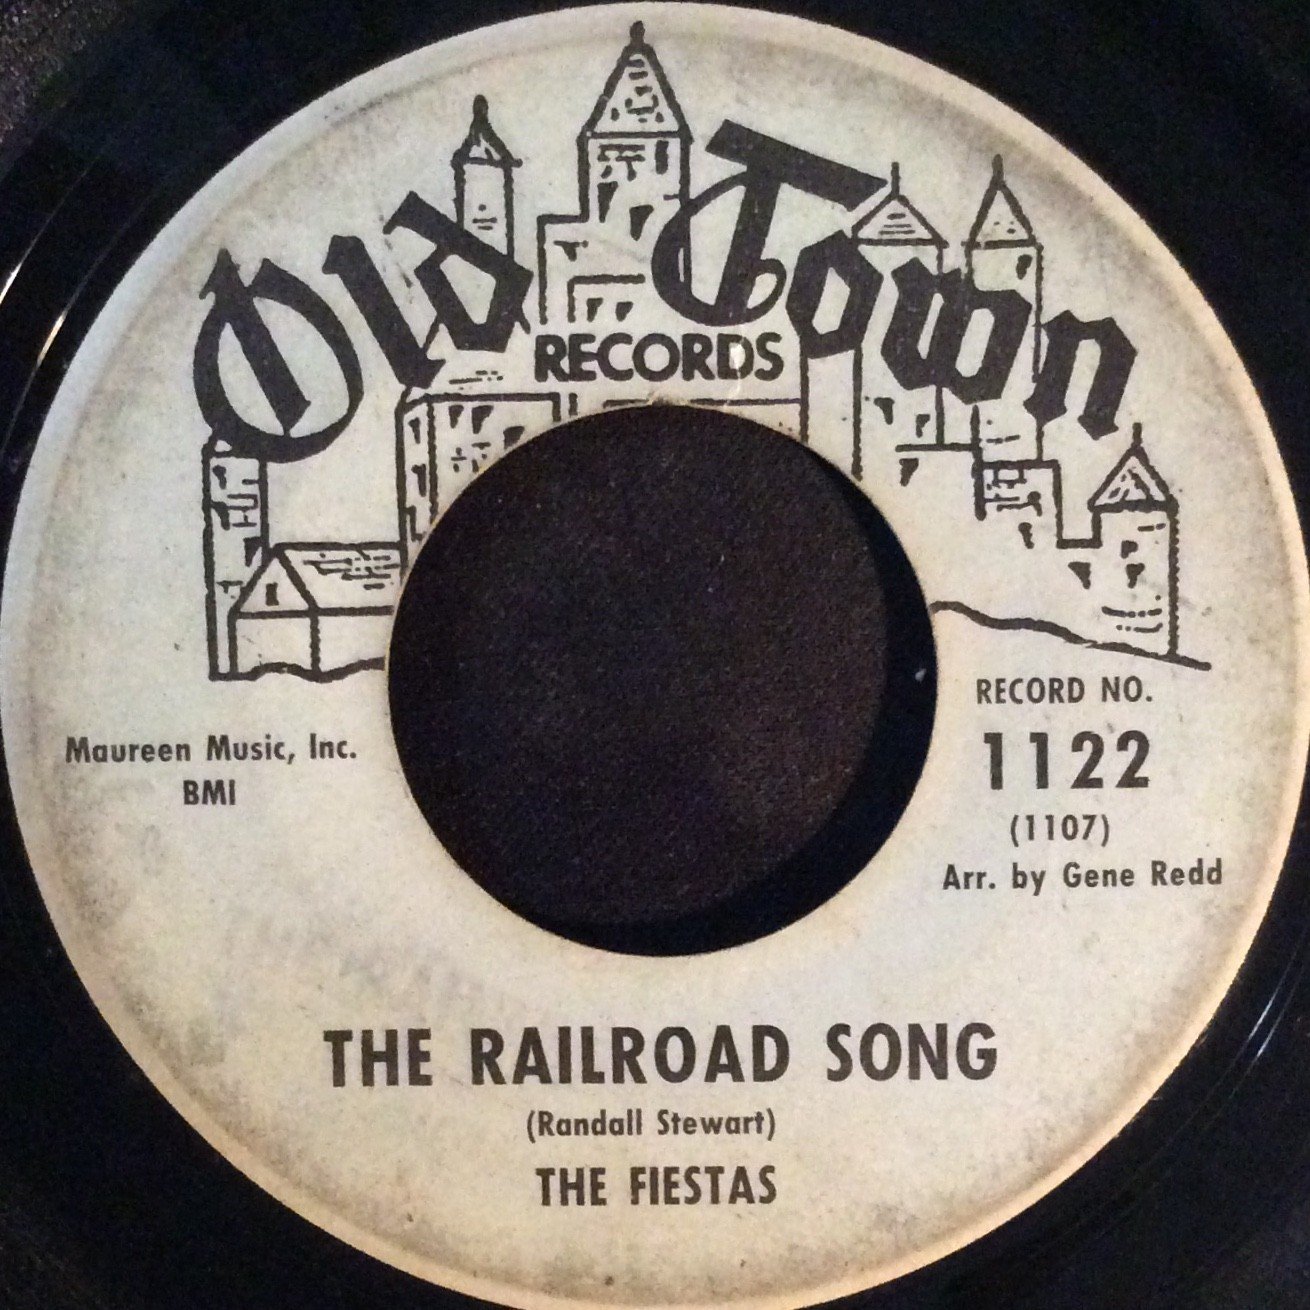 Old Town
RECORDS
Maureen Music, Inc.
BMI
RECORD NO.
1122
(1107)
Arr. by Gene Redd
THE RAILROAD SONG
(Randall Stewart)
THE FIESTAS